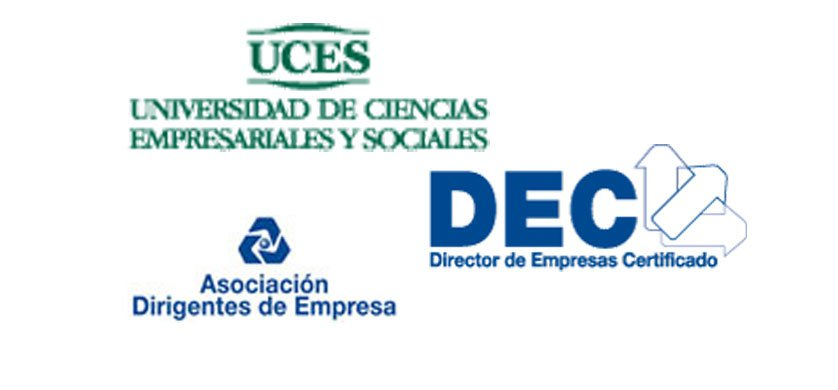 UCES
UNIVERSIDAD DE CIENCIAS
EMPRESARIALES Y SOCIALES
DEC
Director de Empresas Certificado
Asociación
Dirigentes de Empresa